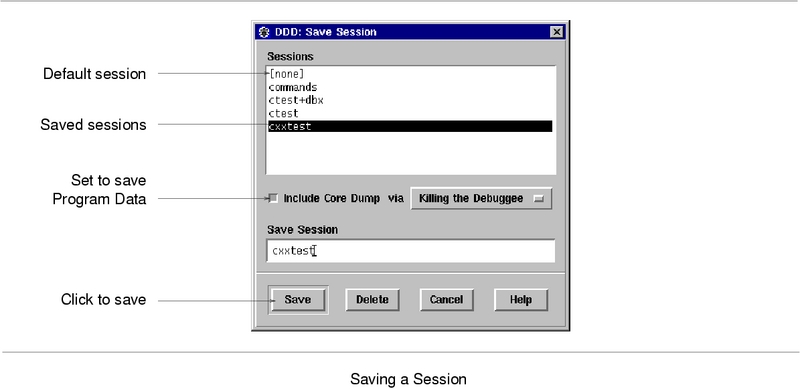 DDD: Save Session
Sessions
Default session
[none]
commands
ctest+dbx
ctest
Saved sessions
cxxtest
Set to save
Program Data
Include Core Dump via
Killing the Debuggee
Save Session
cxxtest
Click to save
Save
Delete
Cancel
Help
Saving a Session